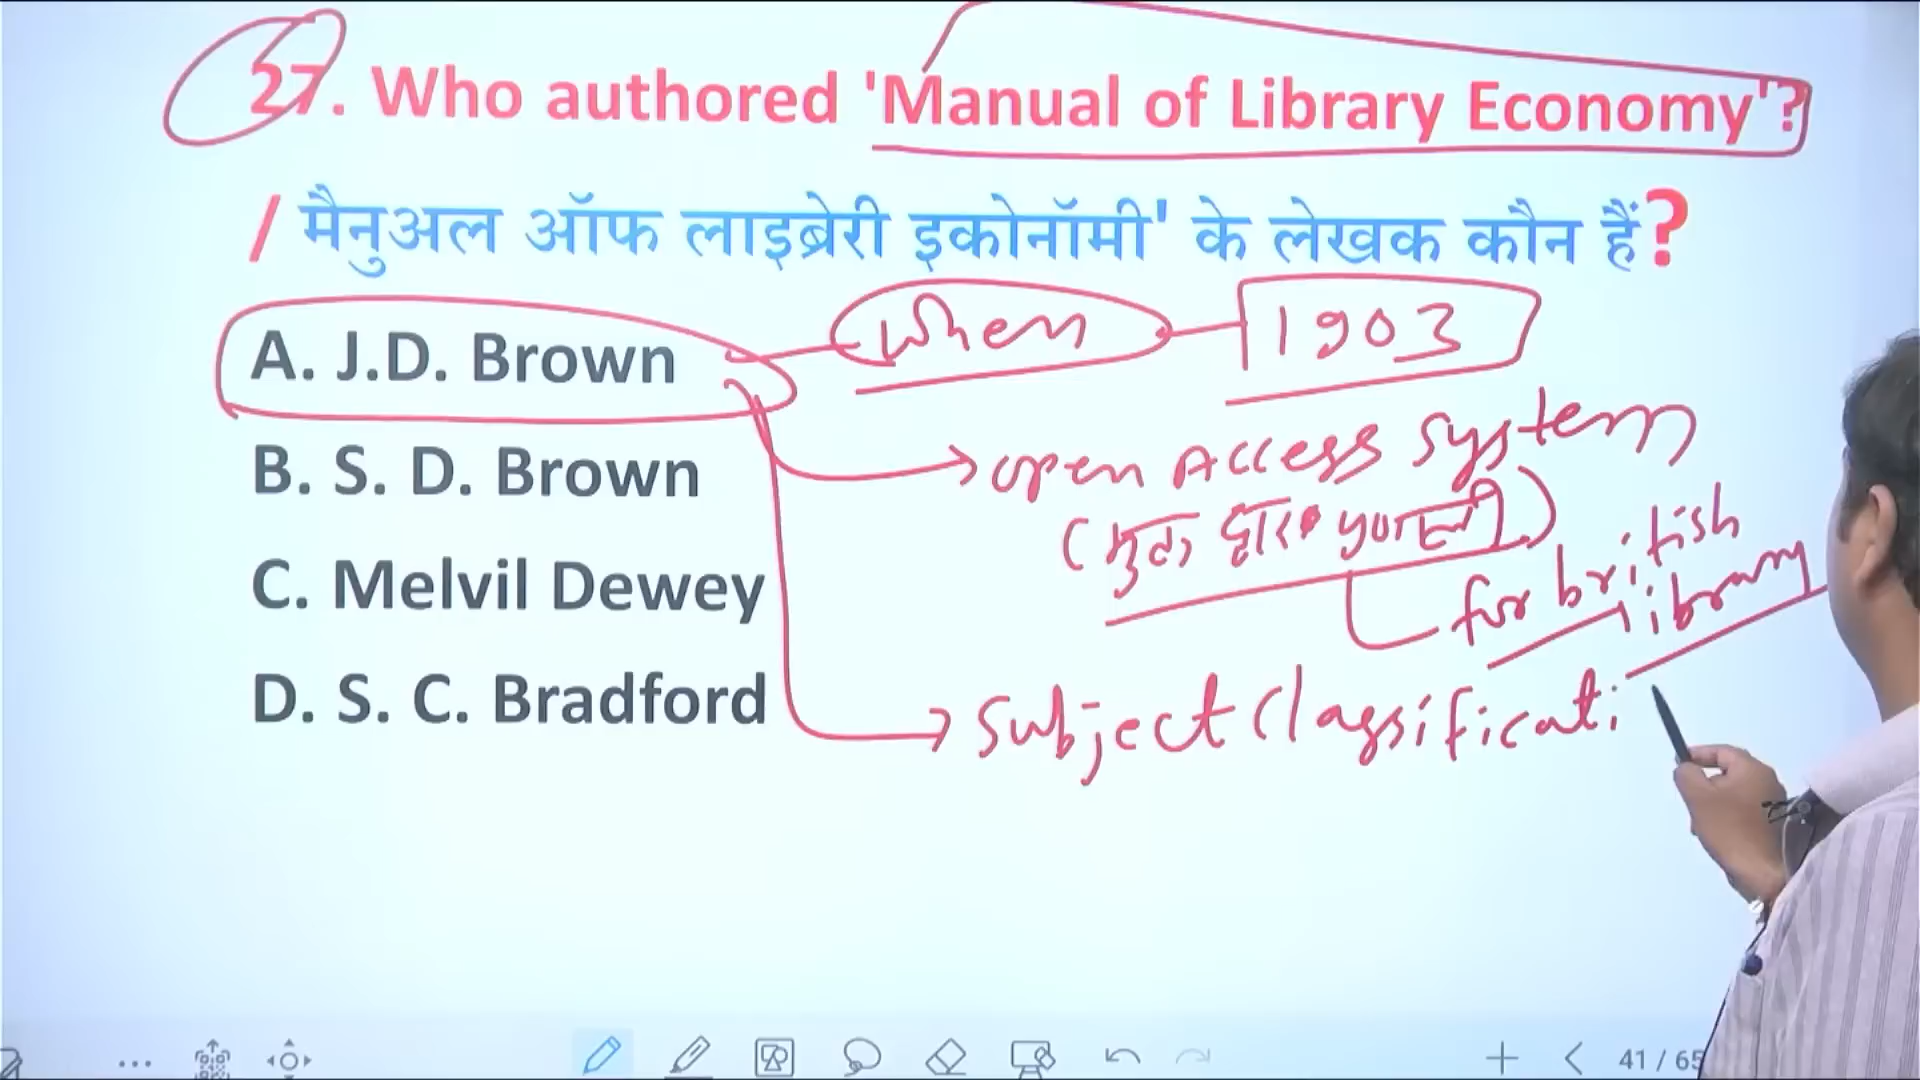 27. Who authored 'Manual of Library Economy'?
/ मैनुअल ऑफ लाइब्रेरी इकोनॉमी' के लेखक कौन हैं?
A. J.D. Brown
when
1903
B. S. D. Brown
open Access system
(मुक्त द्वार प्रणाली)
C. Melvil Dewey
for british
library
D. S. C. Bradford
Subject classificati
41 / 65